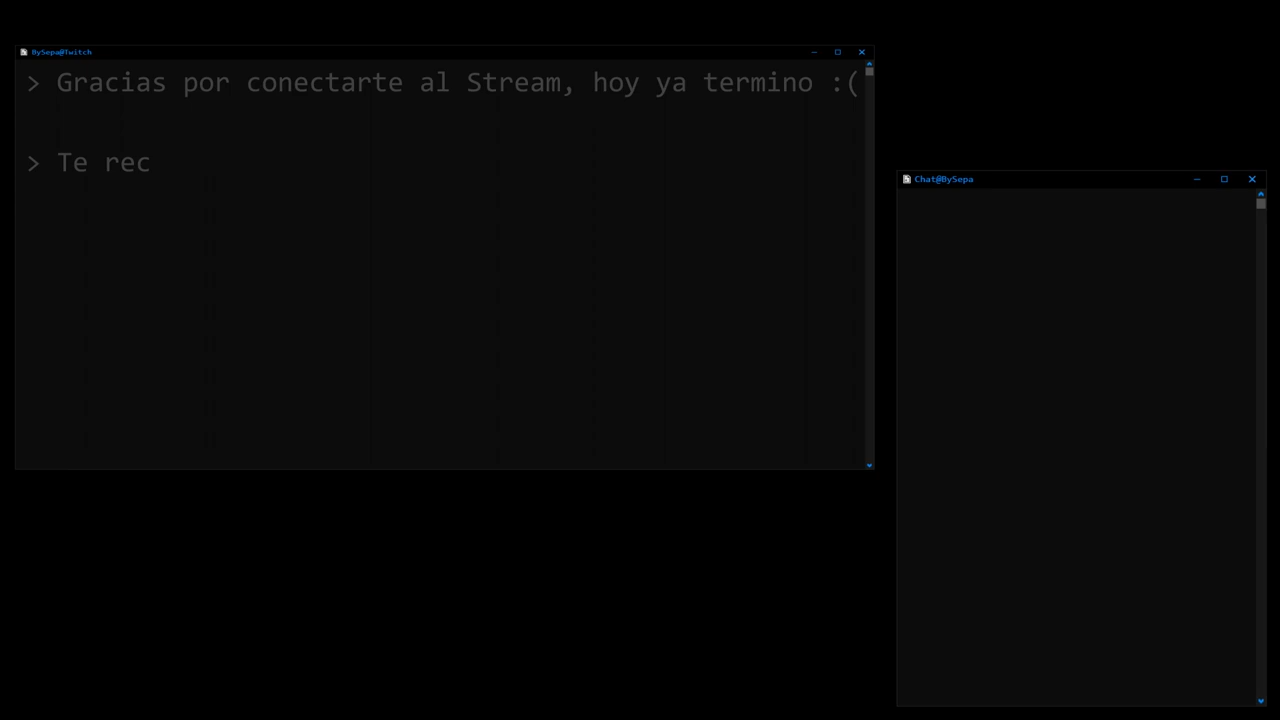 BySepa@Twitch
> Gracias por conectarte al Stream, hoy ya termino :(
> Te rec
Chat@BySepa